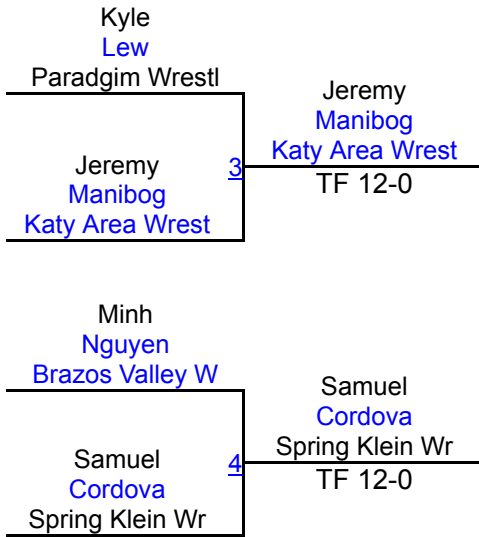 Kyle
Lew
Paradgim Wrestl
Jeremy
Manibog
Katy Area Wrest
3
Jeremy
Manibog
Katy Area Wrest
TF 12-0
Minh
Nguyen
Brazos Valley W
Samuel
Cordova
Spring Klein Wr
4
Samuel
Cordova
Spring Klein Wr
TF 12-0